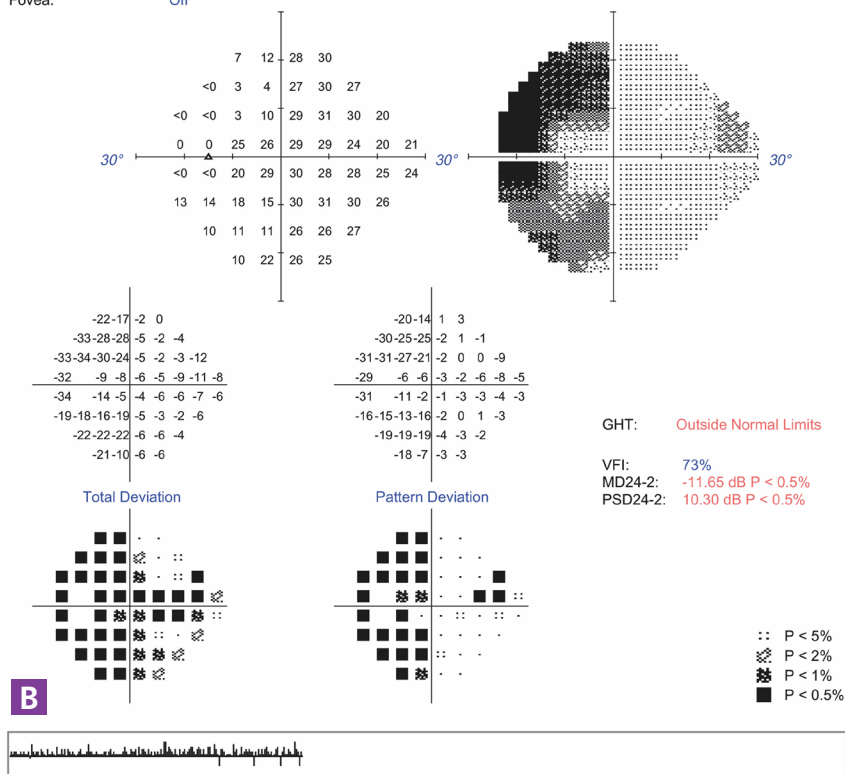 Fovea: Off
7 12 28 30
<0 3 4 27 30 27
<0 <0 3 10 29 31 30 20
0 0 25 26 29 29 24 20 21
30° 30° 30°
<0 <0 20 29 30 28 28 25 24
13 14 18 15 30 31 30 26
10 11 11 26 26 27
10 22 26 25
-22 -17 -2 0
-33 -28 -28 -5 -2 -4
-33 -34 -30 -24 -5 -2 -3 -12
-32 -9 -8 -6 -5 -9 -11 -8
-34 -14 -5 -4 -6 -6 -7 -6
-19 -18 -16 -19 -5 -3 -2 -6
-22 -22 -22 -6 -6 -4
-21 -10 -6 -6
Total Deviation
-20 -14 1 3
-30 -25 -25 -2 1 -1
-31 -31 -27 -21 -2 0 0 -9
-29 -6 -6 -3 -2 -6 -8 -5
-31 -11 -2 -1 -3 -3 -4 -3
-16 -15 -13 -16 -2 0 1 -3
-19 -19 -19 -4 -3 -2
-18 -7 -3 -3
Pattern Deviation
GHT: Outside Normal Limits
VFI: 73%
MD24-2: -11.65 dB P < 0.5%
PSD24-2: 10.30 dB P < 0.5%
:: P < 5%
P < 2%
P < 1%
P < 0.5%
B